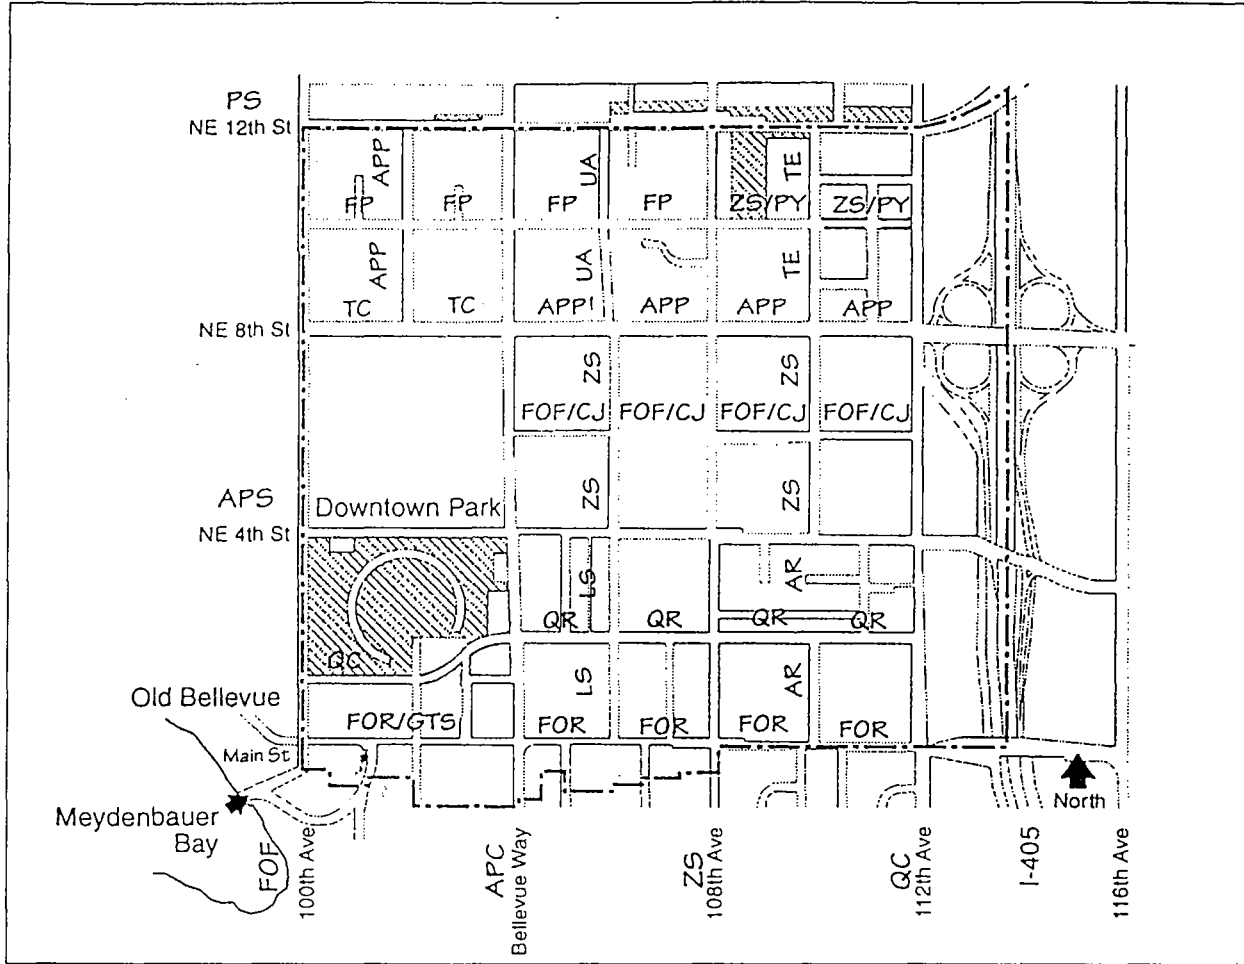 PS
NE 12th St
APP
UA
TE
FP
FP
FP
FP
ZS/PY
ZS/PY
APP
UA
TE
TC
TC
APP
APP
APP
APP
NE 8th St
ZS
ZS
FOF/CJ
FOF/CJ
FOF/CJ
FOF/CJ
APS
Downtown Park
ZS
ZS
NE 4th St
LS
AR
QR
QR
QR
QR
QC
Old Bellevue
LS
AR
FOR/GTS
FOR
FOR
FOR
FOR
Main St
North
Meydenbauer
Bay
FOF
100th Ave
APC
Bellevue Way
ZS
108th Ave
QC
112th Ave
I-405
116th Ave